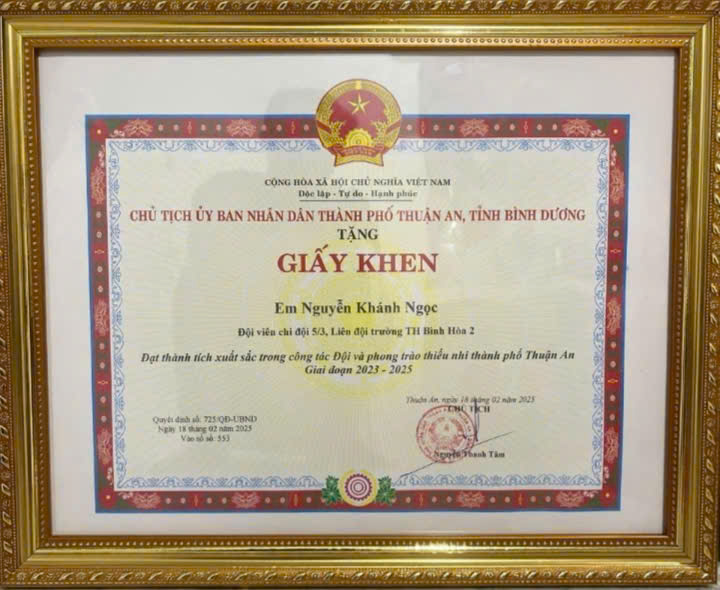 CỘNG HÒA XÃ HỘI CHỦ NGHĨA VIỆT NAM
Độc lập - Tự do - Hạnh phúc
CHỦ TỊCH ỦY BAN NHÂN DÂN THÀNH PHỐ THUẬN AN, TỈNH BÌNH DƯƠNG
TẶNG
GIẤY KHEN
Em Nguyễn Khánh Ngọc
Đội viên chi đội 5/3, Liên đội trường TH Bình Hòa 2
Đạt thành tích xuất sắc trong công tác Đội và phong trào thiếu nhi thành phố Thuận An
Giai đoạn 2023 - 2025
Thuận An, ngày 18 tháng 02 năm 2025
CHỦ TỊCH
Quyết định số: 725/QĐ-UBND
Ngày 18 tháng 02 năm 2025
Vào sổ số: 553
Nguyễn Thanh Tâm